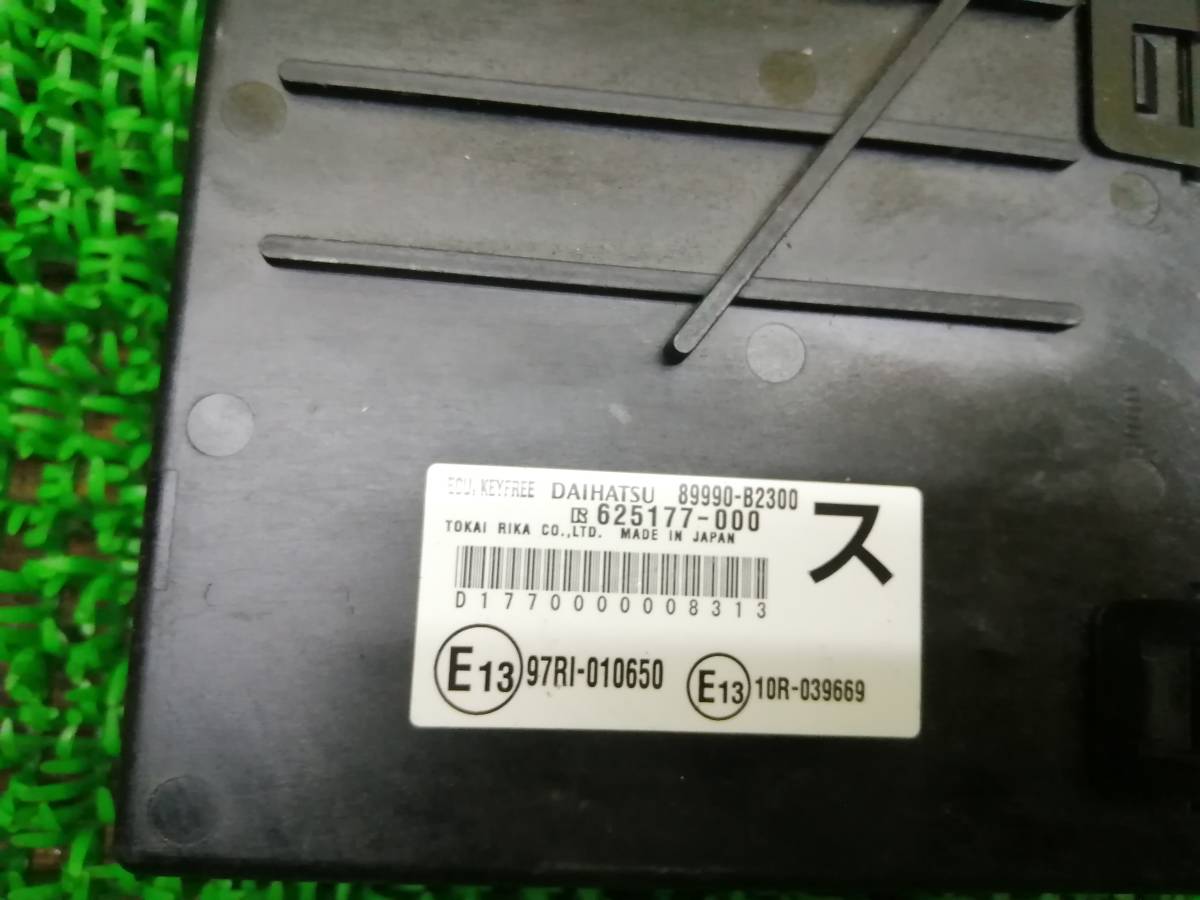 ECU, KEYFREE DAIHATSU 89990-B2300
625177-000
ス
TOKAI RIKA CO.,LTD. MADE IN JAPAN
D1770000008313
E13 97RI-010650 E13 10R-039669